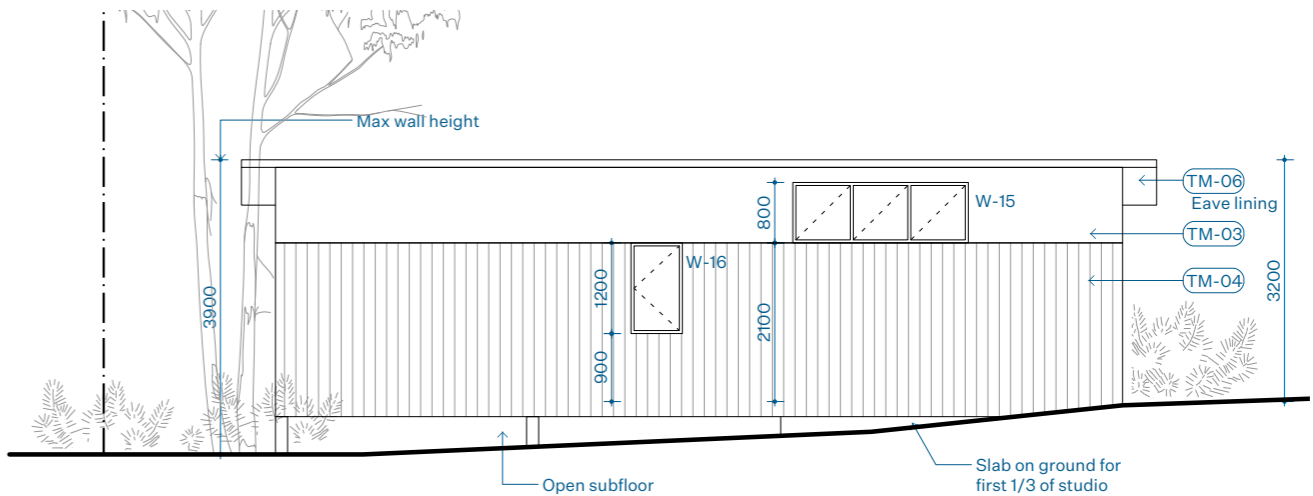 Max wall height
TM-06
Eave lining
W-15
800
TM-03
W-16
TM-04
3900
1200
2100
3200
900
Open subfloor
Slab on ground for
first 1/3 of studio